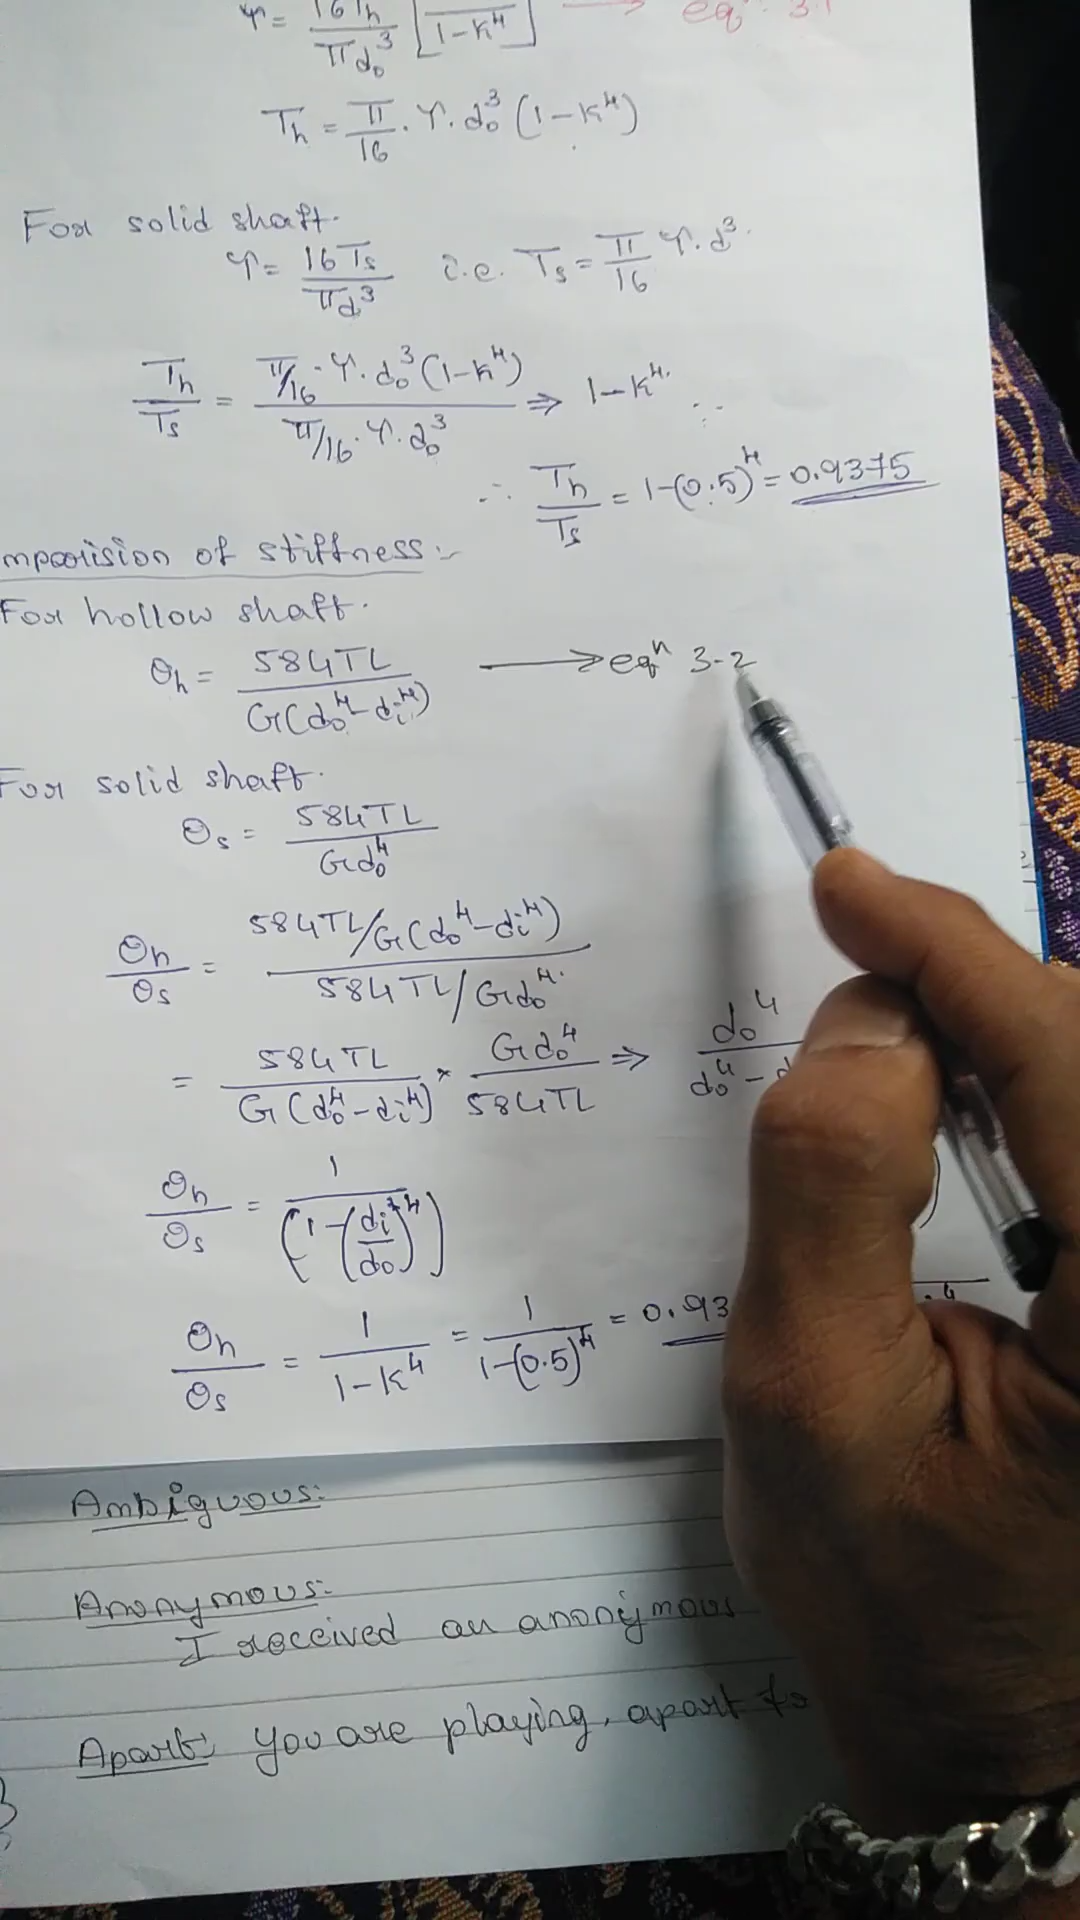 τ = 16Th / πdo³ [ / 1-K⁴ ] → eqⁿ 3.1
Th = π/16 . τ. do³ (1-K⁴)
For solid shaft.
τ = 16Ts / πd³ i.e. Ts = π/16 τ. d³.
Th/Ts = π/16 . τ. do³ (1-K⁴) / π/16 . τ. do³ ⇒ 1-K⁴.
∴ Th/Ts = 1-(0.5)⁴ = 0.9375
mparision of stiffness:-
For hollow shaft.
θh = 584TL / G(do⁴-di⁴) → eqⁿ 3.2
For solid shaft.
θs = 584TL / Gdo⁴
θh/θs = 584TL/G(do⁴-di⁴) / 584TL/Gdo⁴.
= 584TL / G(do⁴-di⁴) × Gdo⁴ / 584TL ⇒ do⁴ / do⁴-d
θh/θs = 1 / (1-(di/do)⁴)
θh/θs = 1 / 1-K⁴ = 1 / 1-(0.5)⁴ = 0.93
Ambiguous:
Anonymous:
I received an anonymous
Apart: You are playing, apart